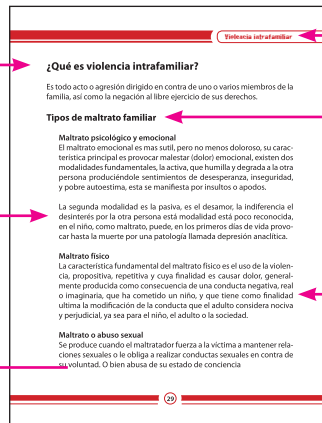 Violencia intrafamiliar
¿Qué es violencia intrafamiliar?
Es todo acto o agresión dirigido en contra de uno o varios miembros de la
familia, así como la negación al libre ejercicio de sus derechos.
Tipos de maltrato familiar
Maltrato psicológico y emocional
El maltrato emocional es mas sutil, pero no menos doloroso, su carac-
terística principal es provocar malestar (dolor) emocional, existen dos
modalidades fundamentales, la activa, que humilla y degrada a la otra
persona produciéndole sentimientos de desesperanza, inseguridad,
y pobre autoestima, esta se manifiesta por insultos o apodos.
La segunda modalidad es la pasiva, es el desamor, la indiferencia el
desinterés por la otra persona está modalidad está poco reconocida,
en el niño, como maltrato, puede, en los primeros días de vida provo-
car hasta la muerte por una patología llamada depresión anaclítica.
Maltrato físico
La característica fundamental del maltrato físico es el uso de la violen-
cia, propositiva, repetitiva y cuya finalidad es causar dolor, general-
mente producida como consecuencia de una conducta negativa, real
o imaginaria, que ha cometido un niño, y que tiene como finalidad
ultima la modificación de la conducta que el adulto considera nociva
y perjudicial, ya sea para el niño, el adulto o la sociedad.
Maltrato o abuso sexual
Se produce cuando el maltratador fuerza a la víctima a mantener rela-
ciones sexuales o le obliga a realizar conductas sexuales en contra de
su voluntad. O bien abusa de su estado de conciencia
29